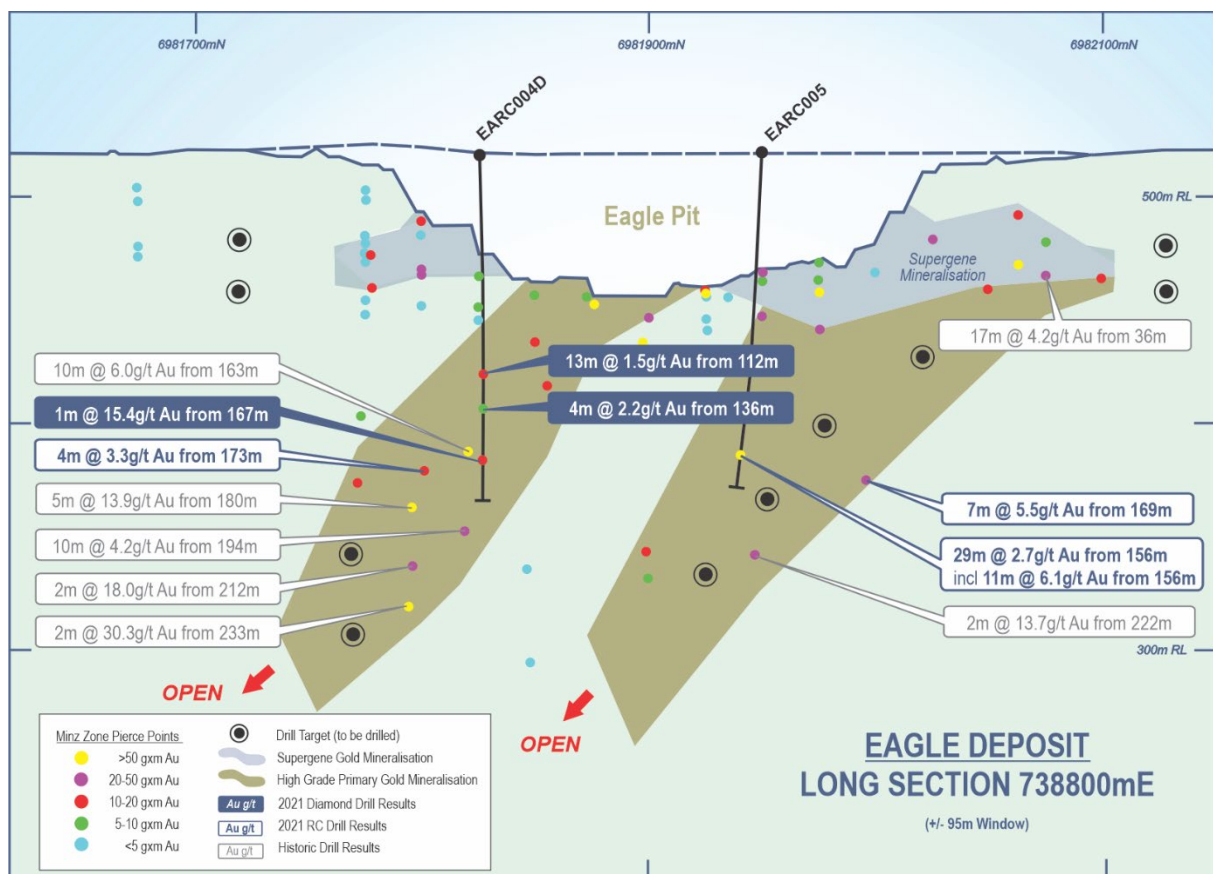 6981700mN
6981900mN
6982100mN
EARC004D
EARC005
500m RL
Eagle Pit
Supergene
Mineralisation
17m @ 4.2g/t Au from 36m
10m @ 6.0g/t Au from 163m
13m @ 1.5g/t Au from 112m
1m @ 15.4g/t Au from 167m
4m @ 2.2g/t Au from 136m
4m @ 3.3g/t Au from 173m
5m @ 13.9g/t Au from 180m
7m @ 5.5g/t Au from 169m
10m @ 4.2g/t Au from 194m
29m @ 2.7g/t Au from 156m
incl 11m @ 6.1g/t Au from 156m
2m @ 18.0g/t Au from 212m
2m @ 13.7g/t Au from 222m
2m @ 30.3g/t Au from 233m
300m RL
OPEN
OPEN
Minz Zone Pierce Points
>50 gxm Au
20-50 gxm Au
10-20 gxm Au
5-10 gxm Au
<5 gxm Au
Drill Target (to be drilled)
Supergene Gold Mineralisation
High Grade Primary Gold Mineralisation
Au g/t 2021 Diamond Drill Results
Au g/t 2021 RC Drill Results
Au g/t Historic Drill Results
EAGLE DEPOSIT
LONG SECTION 738800mE
(+/- 95m Window)